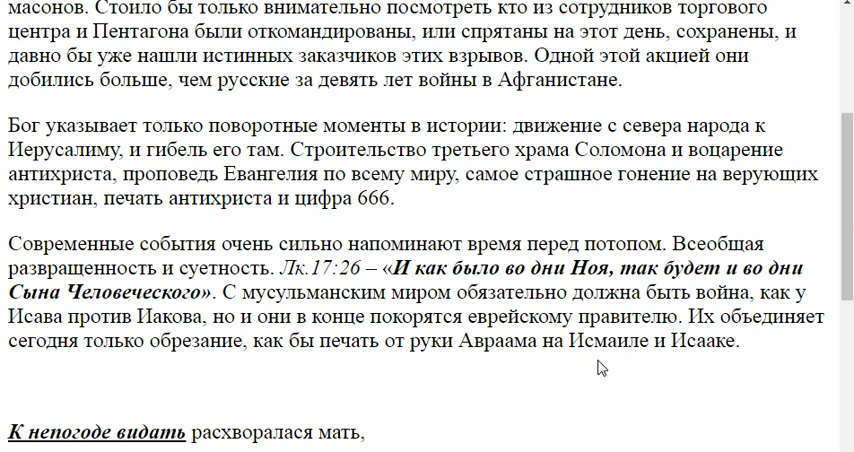 масонов. Стоило бы только внимательно посмотреть кто из сотрудников торгового
центра и Пентагона были откомандированы, или спрятаны на этот день, сохранены, и
давно бы уже нашли истинных заказчиков этих взрывов. Одной этой акцией они
добились больше, чем русские за девять лет войны в Афганистане.
Бог указывает только поворотные моменты в истории: движение с севера народа к
Иерусалиму, и гибель его там. Строительство третьего храма Соломона и воцарение
антихриста, проповедь Евангелия по всему миру, самое страшное гонение на верующих
христиан, печать антихриста и цифра 666.
Современные события очень сильно напоминают время перед потопом. Всеобщая
развращенность и суетность. Лк.17:26 – «И как было во дни Ноя, так будет и во дни
Сына Человеческого». С мусульманским миром обязательно должна быть война, как у
Исава против Иакова, но и они в конце покорятся еврейскому правителю. Их объединяет
сегодня только обрезание, как бы печать от руки Авраама на Исмаиле и Исааке.
К непогоде видать расхворалася мать,